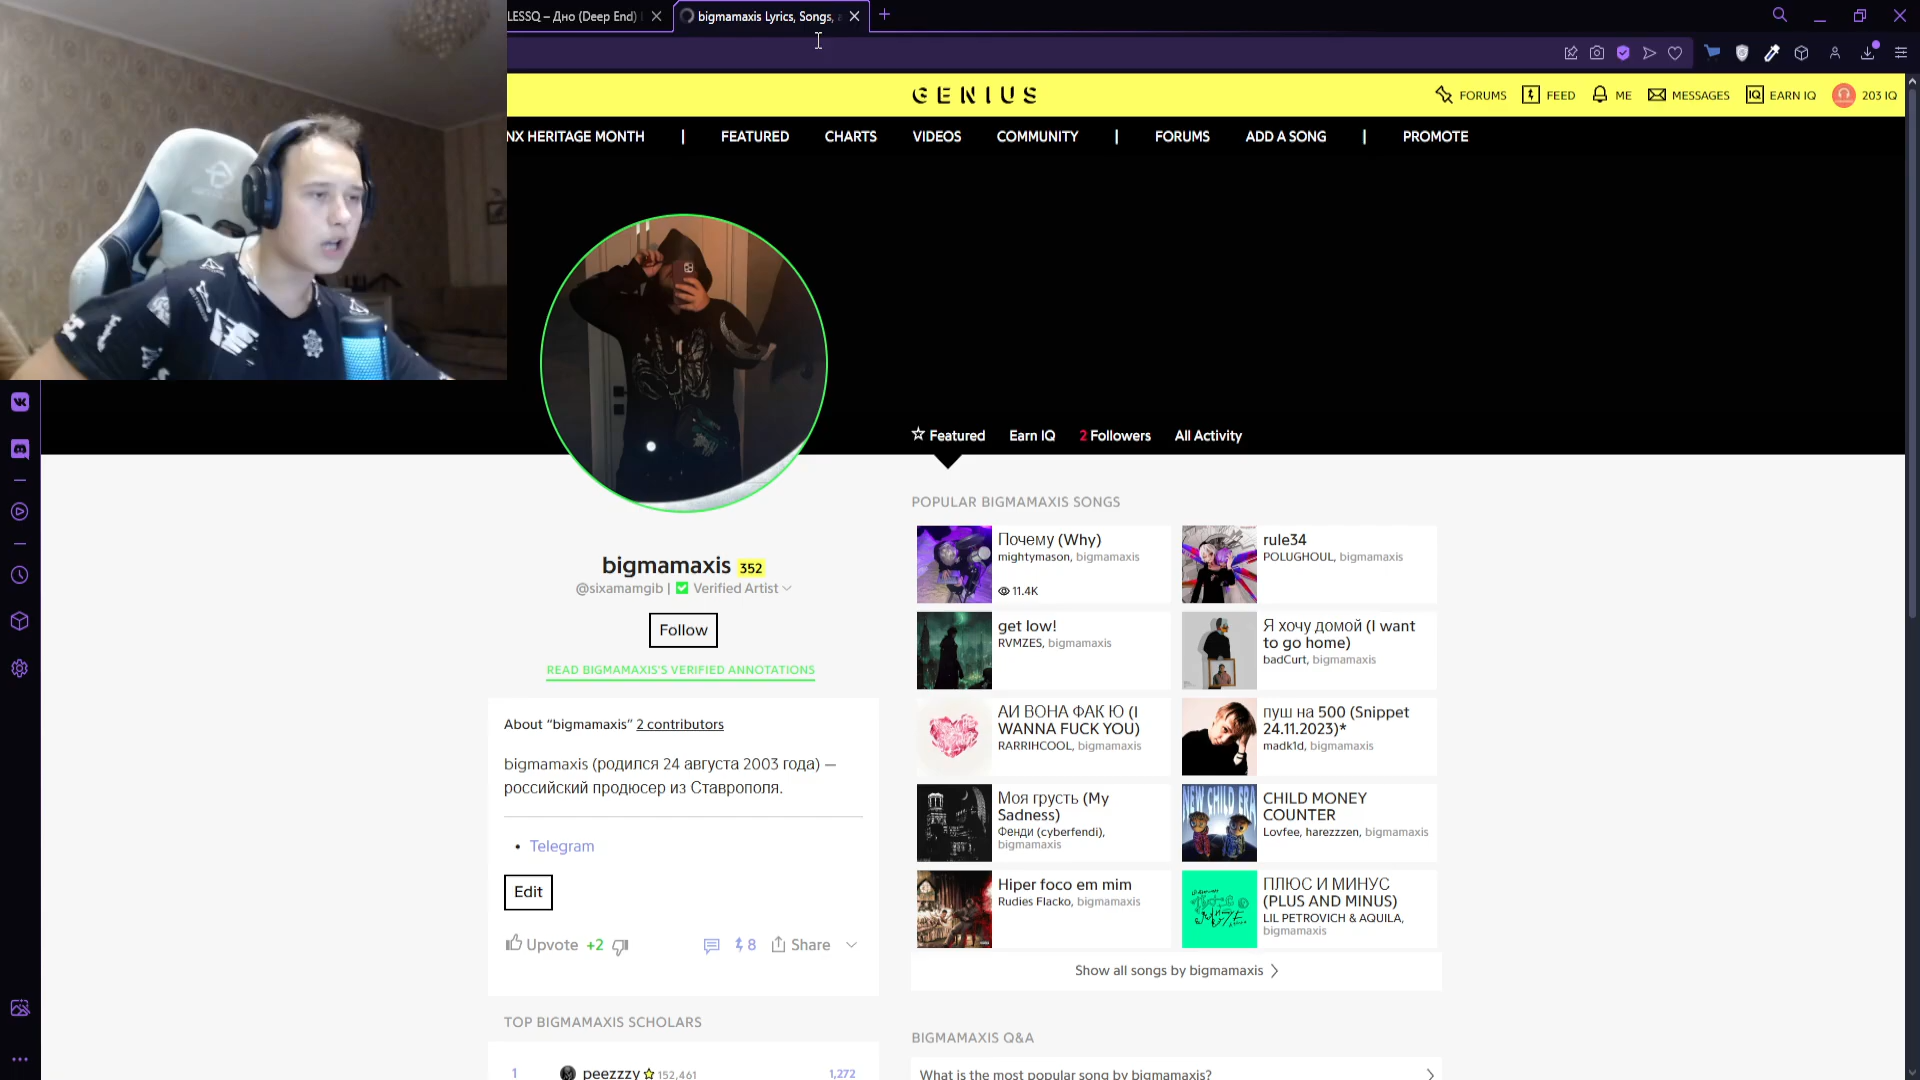 LESSQ – Дно (Deep End)
bigmamaxis Lyrics, Songs,
GENIUS
FORUMS
FEED
ME
MESSAGES
IQ EARN IQ
203 IQ
NX HERITAGE MONTH | FEATURED CHARTS VIDEOS COMMUNITY | FORUMS ADD A SONG | PROMOTE
Featured Earn IQ 2 Followers All Activity
bigmamaxis 352
@sixamamgib | Verified Artist
Follow
READ BIGMAMAXIS'S VERIFIED ANNOTATIONS
About “bigmamaxis” 2 contributors
bigmamaxis (родился 24 августа 2003 года) —
российский продюсер из Ставрополя.
• Telegram
Edit
Upvote +2
8
Share
TOP BIGMAMAXIS SCHOLARS
1 peezzzy 152,461 1,272
POPULAR BIGMAMAXIS SONGS
Почему (Why)
mightymason, bigmamaxis
11.4K
rule34
POLUGHOUL, bigmamaxis
get low!
RVMZES, bigmamaxis
Я хочу домой (I want
to go home)
badCurt, bigmamaxis
АИ ВОНА ФАК Ю (I
WANNA FUCK YOU)
RARRIHCOOL, bigmamaxis
пуш на 500 (Snippet
24.11.2023)*
madk1d, bigmamaxis
Моя грусть (My
Sadness)
Фенди (cyberfendi),
bigmamaxis
NEW CHILD ERA
CHILD MONEY
COUNTER
Lovfee, harezzzen, bigmamaxis
Hiper foco em mim
Rudies Flacko, bigmamaxis
ПЛЮС И МИНУС
(PLUS AND MINUS)
LIL PETROVICH & AQUILA,
bigmamaxis
Show all songs by bigmamaxis
BIGMAMAXIS Q&A
What is the most popular song by bigmamaxis?